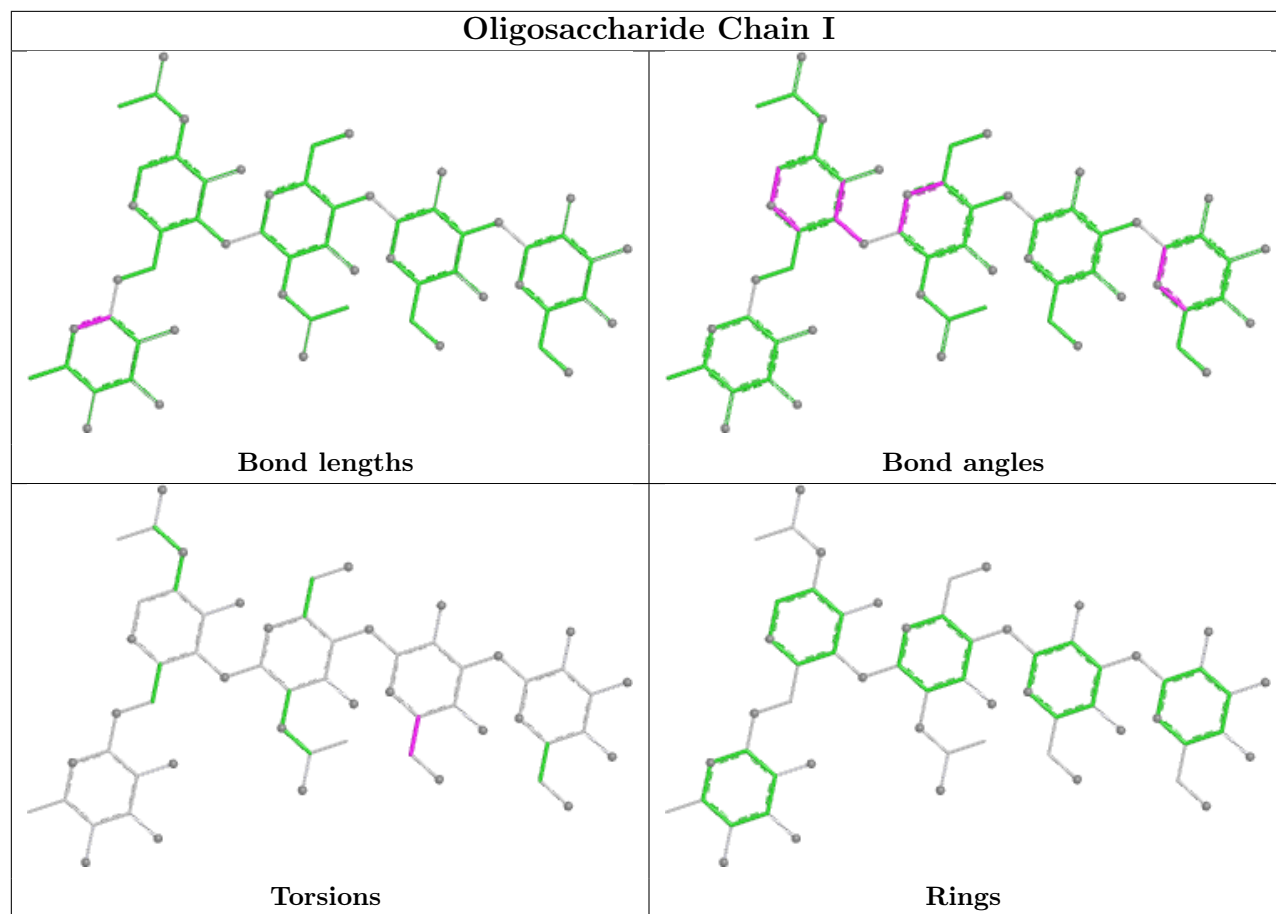 Oligosaccharide Chain I
Bond lengths
Bond angles
Torsions
Rings